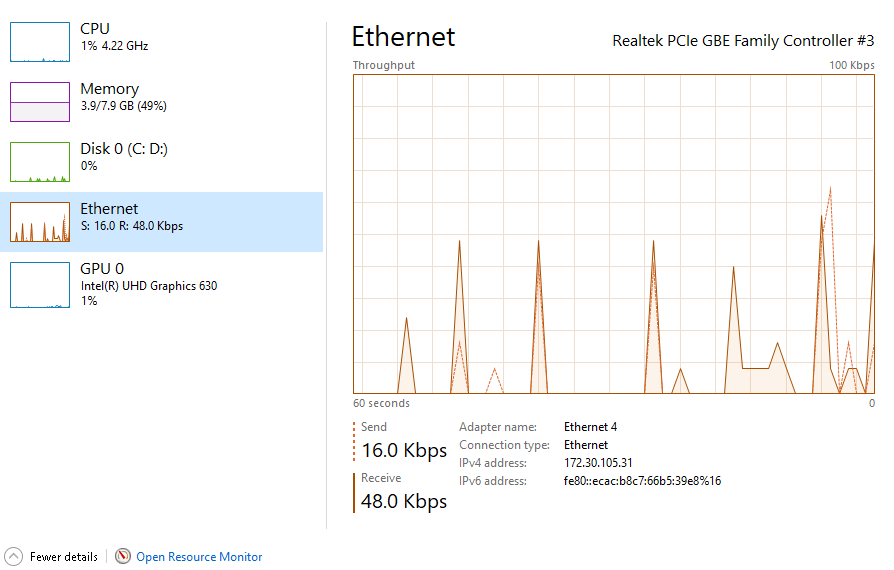 CPU
1% 4.22 GHz
Memory
3.9/7.9 GB (49%)
Disk 0 (C: D:)
0%
Ethernet
S: 16.0 R: 48.0 Kbps
GPU 0
Intel(R) UHD Graphics 630
1%
Ethernet
Realtek PCIe GBE Family Controller #3
Throughput
100 Kbps
60 seconds
0
Send
16.0 Kbps
Receive
48.0 Kbps
Adapter name: Ethernet 4
Connection type: Ethernet
IPv4 address: 172.30.105.31
IPv6 address: fe80::ecac:b8c7:66b5:39e8%16
Fewer details
Open Resource Monitor